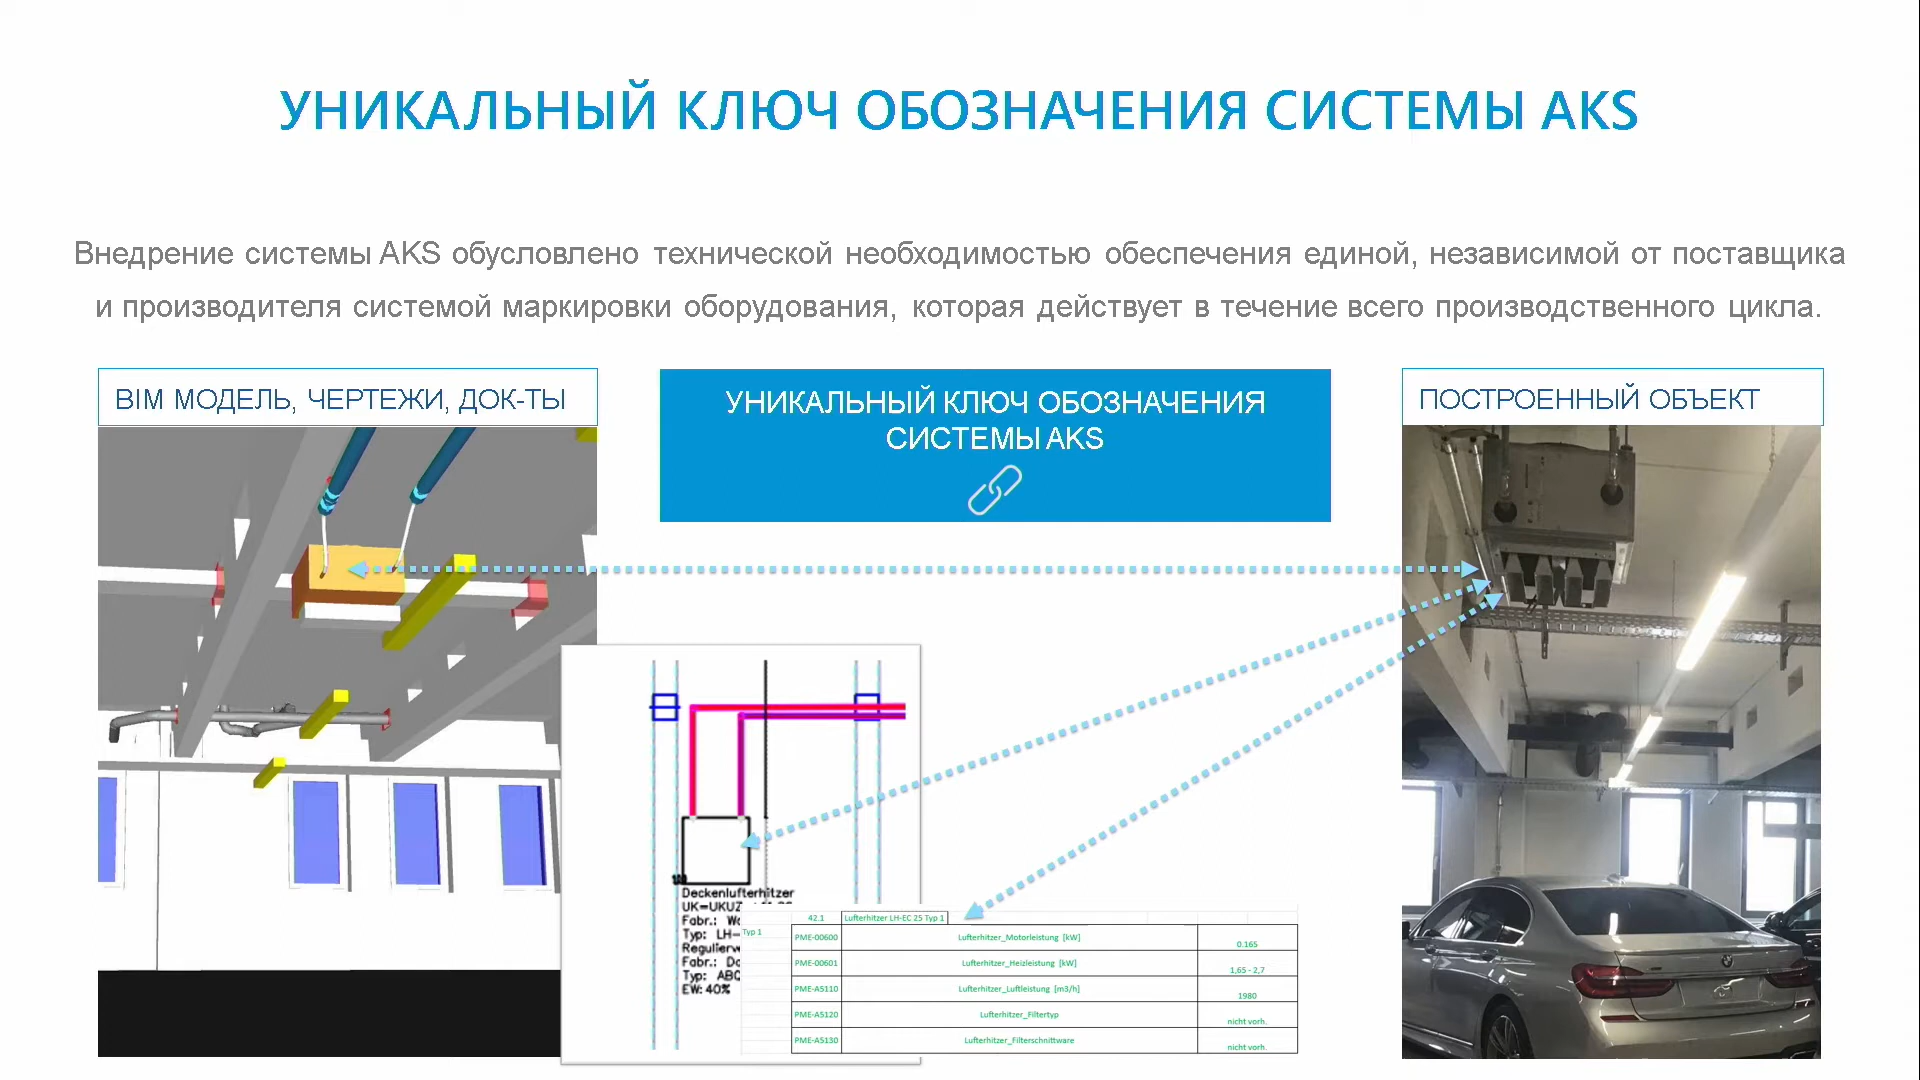 УНИКАЛЬНЫЙ КЛЮЧ ОБОЗНАЧЕНИЯ СИСТЕМЫ AKS
Внедрение системы AKS обусловлено технической необходимостью обеспечения единой, независимой от поставщика
и производителя системой маркировки оборудования, которая действует в течение всего производственного цикла.
BIM МОДЕЛЬ, ЧЕРТЕЖИ, ДОК-ТЫ
УНИКАЛЬНЫЙ КЛЮЧ ОБОЗНАЧЕНИЯ
СИСТЕМЫ AKS
ПОСТРОЕННЫЙ ОБЪЕКТ
Deckenlufterhitzer
UK=UKUZ
Fabr.:
Typ: LH-
Regulierv
Fabr.:
Typ: ABQ
EW: 40%
42.1 Lufterhitzer LH-EC 25 Typ 1
Typ 1
PME-00600 Lufterhitzer_Motorleistung [kW] 0.165
PME-00601 Lufterhitzer_Heizleistung [kW] 1,65 - 2,7
PME-A5110 Lufterhitzer_Luftleistung [m3/h] 1980
PME-A5120 Lufterhitzer_Filtertyp nicht vorh.
PME-A5130 Lufterhitzer_Filterschnittware nicht vorh.